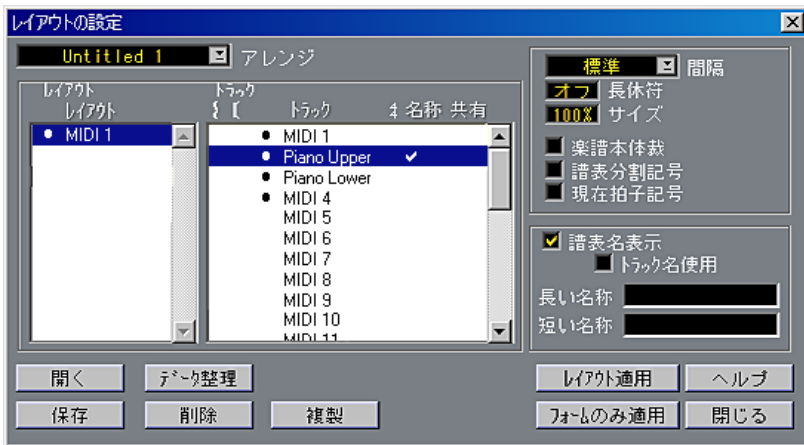 レイアウトの設定
Untitled 1 アレンジ
レイアウト
レイアウト
MIDI 1
トラック
{ [ トラック 4 名称 共有
MIDI 1
Piano Upper ✔
Piano Lower
MIDI 4
MIDI 5
MIDI 6
MIDI 7
MIDI 8
MIDI 9
MIDI 10
MIDI 11
標準 間隔
オフ 長休符
100% サイズ
楽譜本体裁
譜表分割記号
現在拍子記号
譜表名表示
トラック名使用
長い名称
短い名称
開く データ整理
保存 削除 複製
レイアウト適用 ヘルプ
フォームのみ適用 閉じる